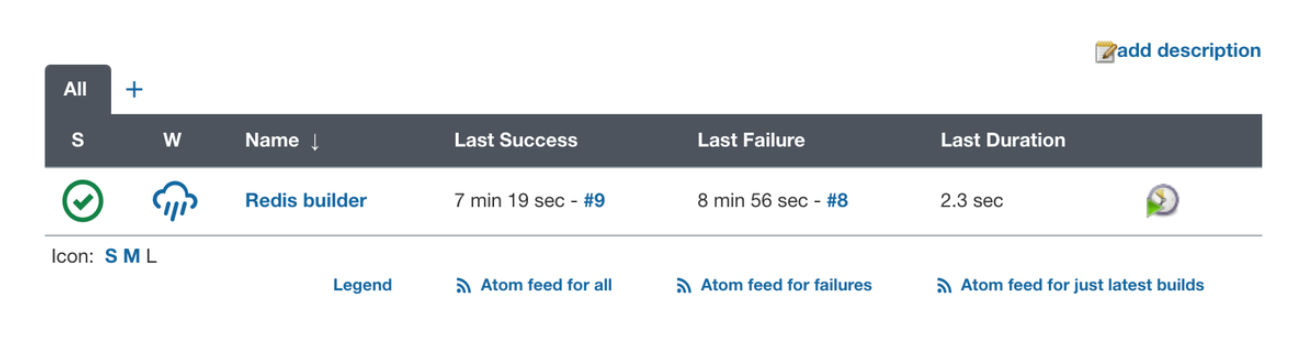 add description
All +
S W Name ↓ Last Success Last Failure Last Duration
Redis builder 7 min 19 sec - #9 8 min 56 sec - #8 2.3 sec
Icon: S M L
Legend Atom feed for all Atom feed for failures Atom feed for just latest builds